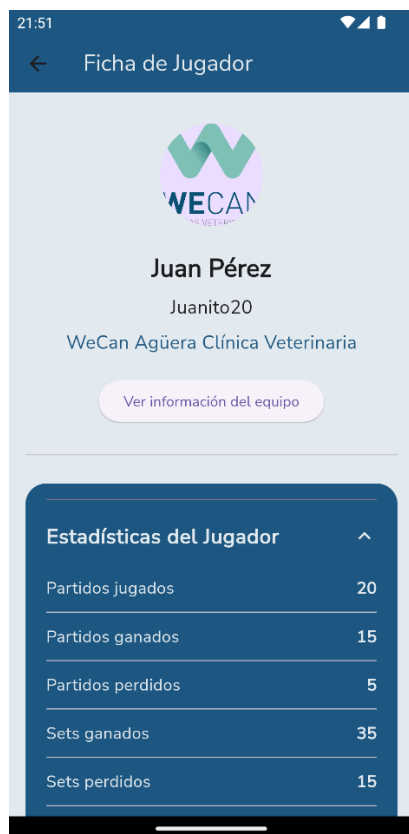 21:51
Ficha de Jugador
WECAN
Juan Pérez
Juanito20
WeCan Agüera Clínica Veterinaria
Ver información del equipo
Estadísticas del Jugador
Partidos jugados 20
Partidos ganados 15
Partidos perdidos 5
Sets ganados 35
Sets perdidos 15